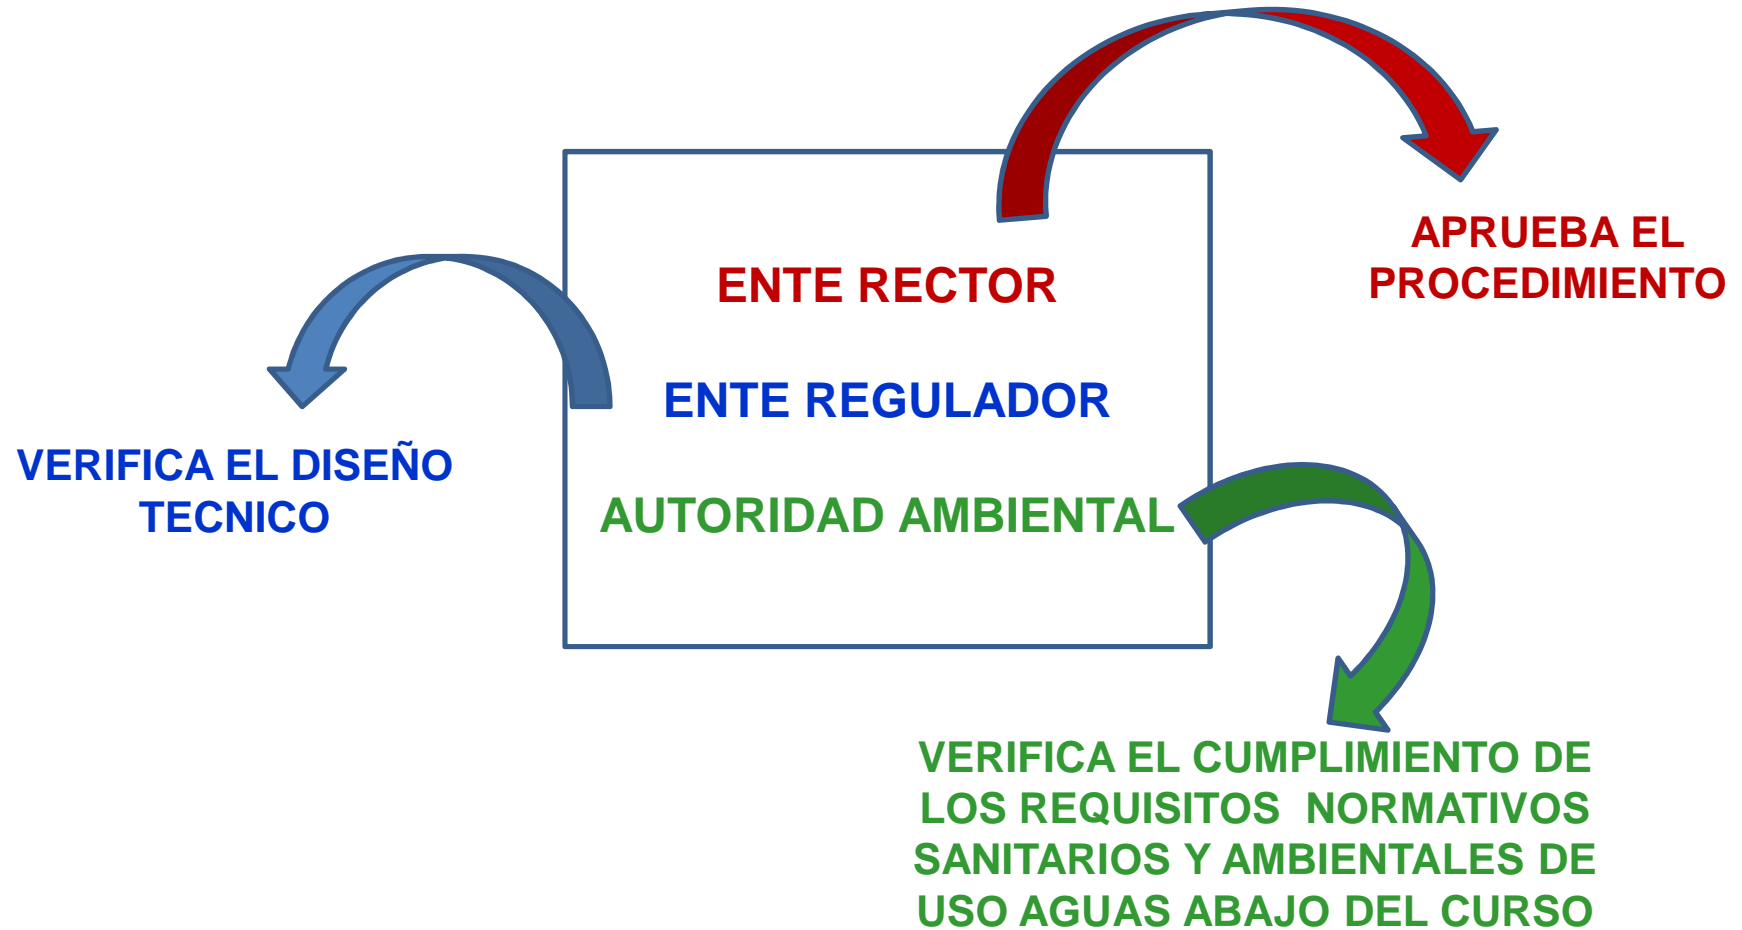 APRUEBA EL
PROCEDIMIENTO
ENTE RECTOR
ENTE REGULADOR
AUTORIDAD AMBIENTAL
VERIFICA EL DISEÑO
TECNICO
VERIFICA EL CUMPLIMIENTO DE
LOS REQUISITOS  NORMATIVOS
SANITARIOS Y AMBIENTALES DE
USO AGUAS ABAJO DEL CURSO